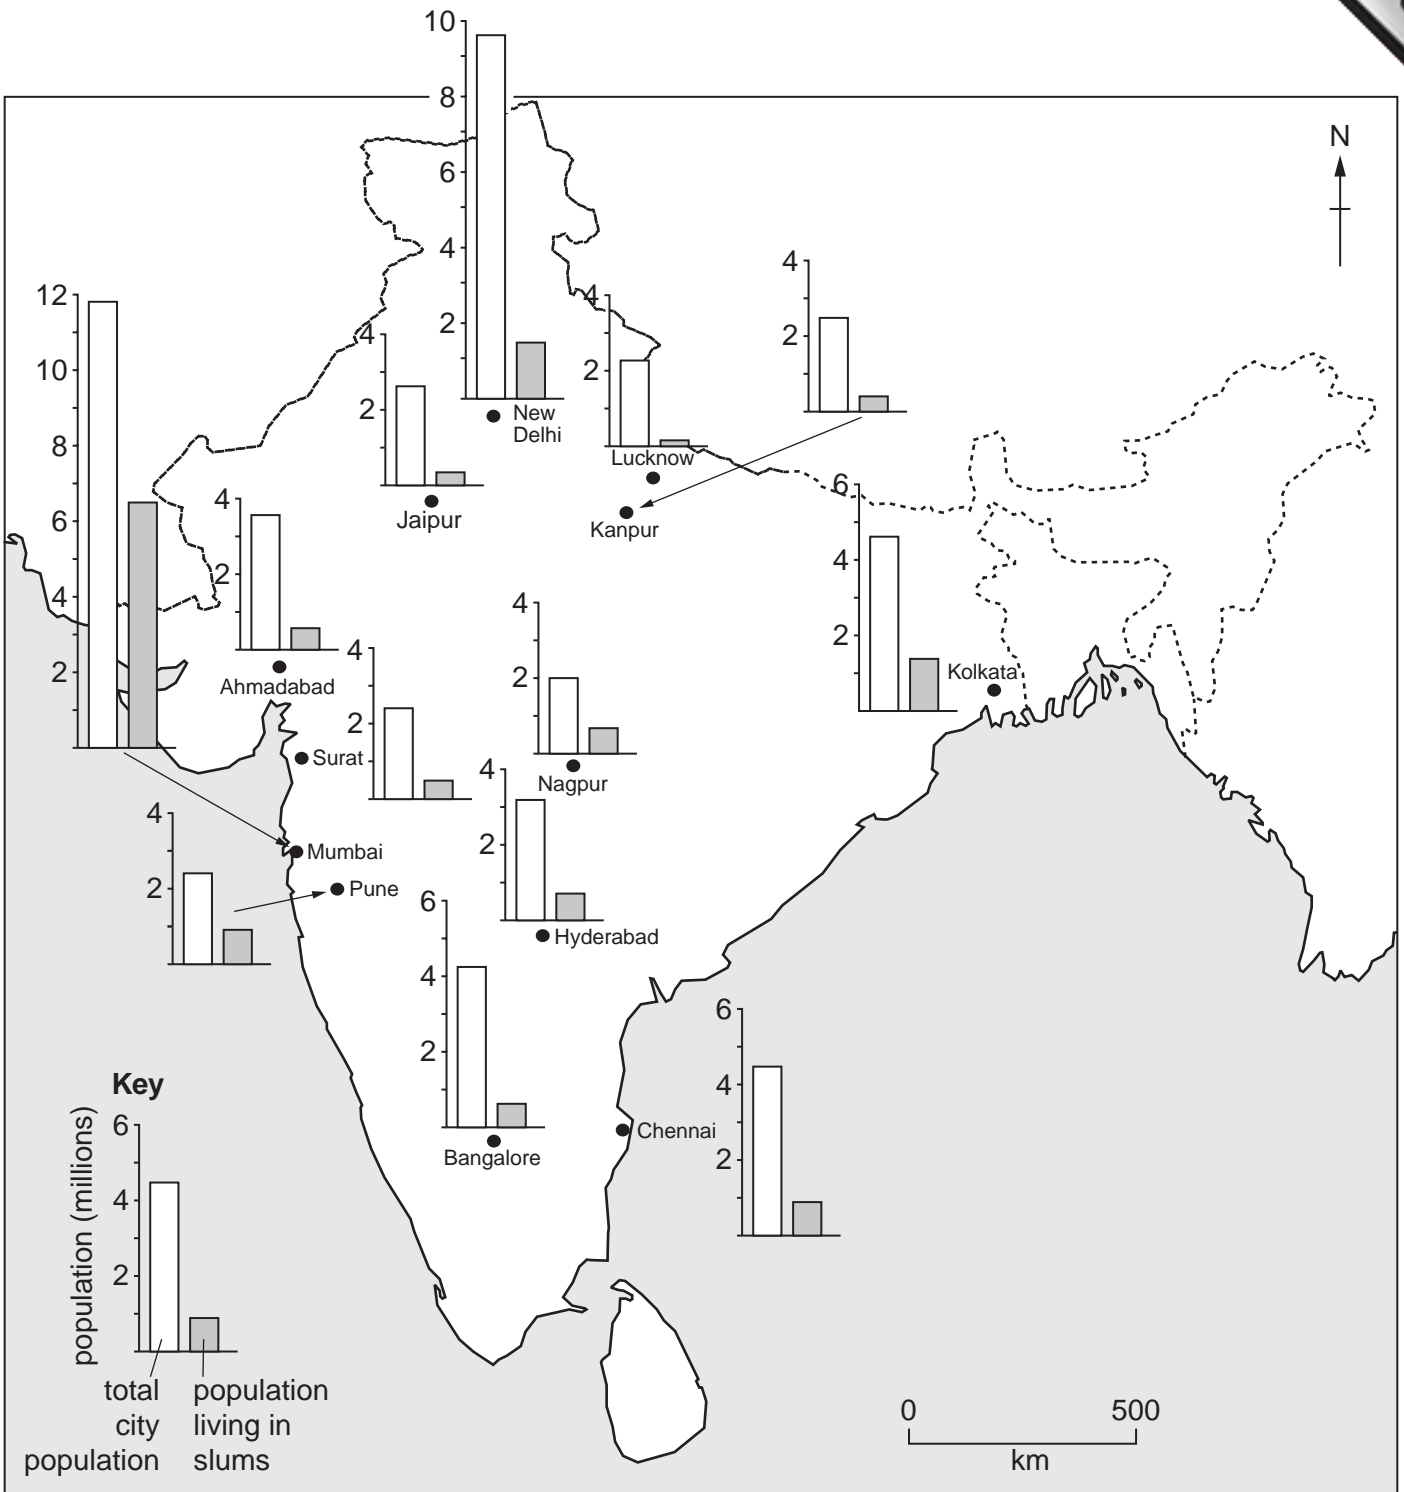 10
8
6
4
2
New
Delhi
N
4
2
Kanpur
4
2
Lucknow
4
2
Jaipur
12
10
8
6
4
2
Mumbai
4
2
Ahmadabad
4
2
Surat
4
2
Nagpur
6
4
2
Kolkata
4
2
Hyderabad
4
2
Pune
6
4
2
Bangalore
6
4
2
Chennai
Key
population (millions)
6
4
2
total
city
population
population
living in
slums
0
500
km